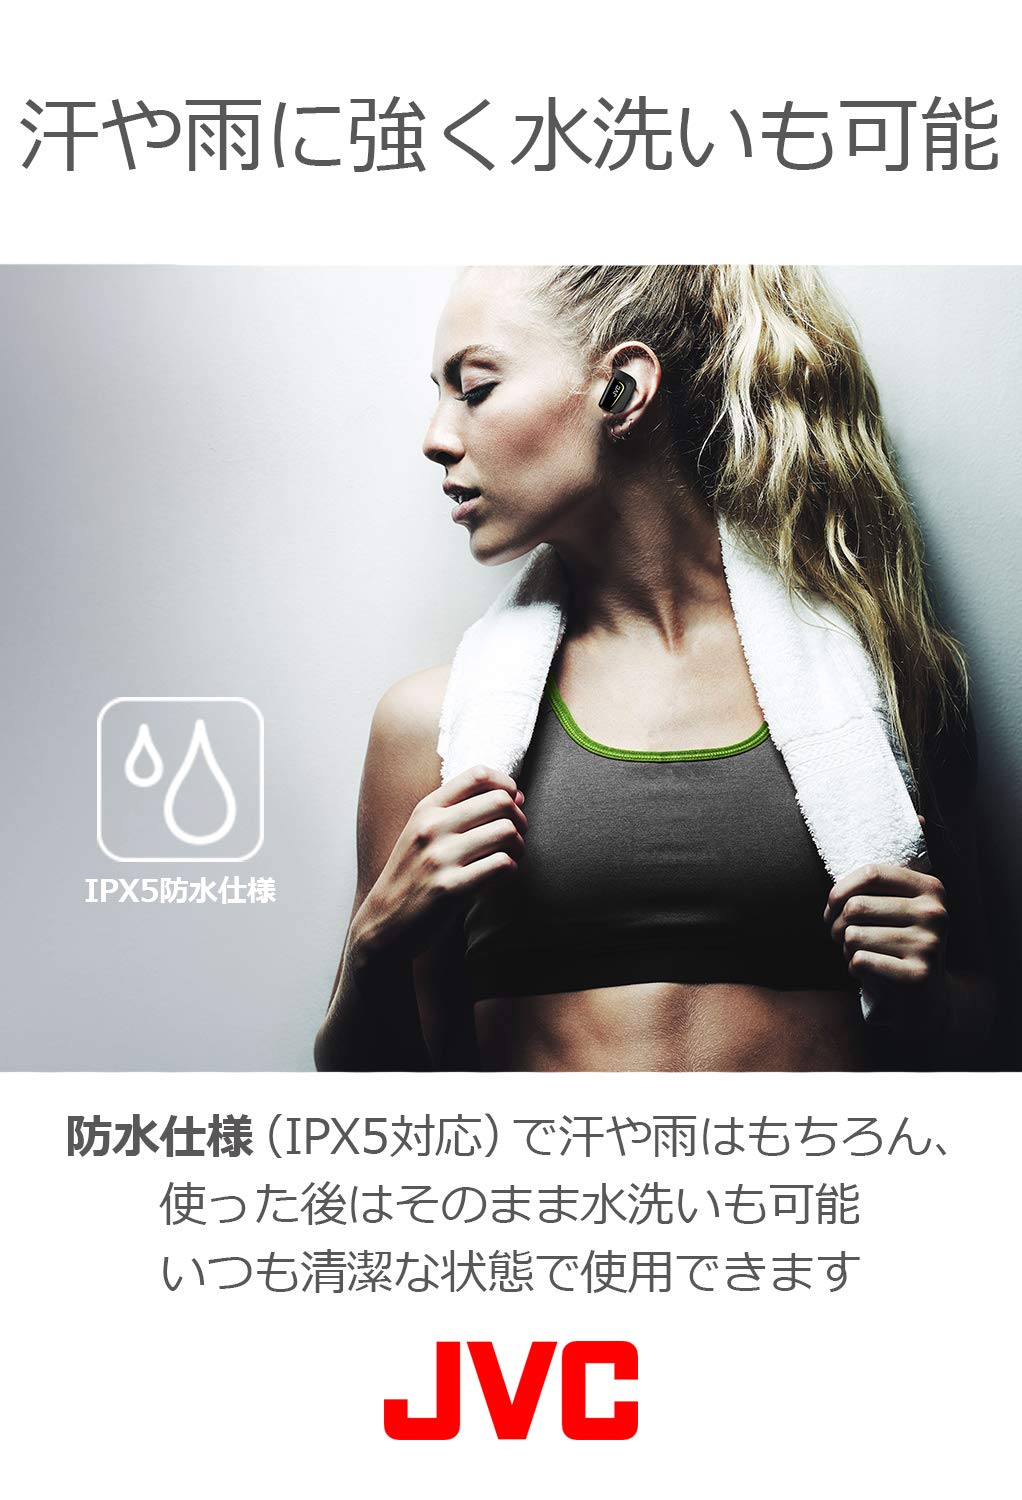 汗や雨に強く水洗いも可能
JVC
IPX5防水仕様
防水仕様（IPX5対応）で汗や雨はもちろん、
使った後はそのまま水洗いも可能
いつも清潔な状態で使用できます
JVC